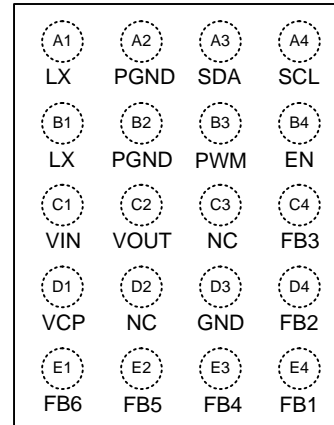 A1 A2 A3 A4
LX PGND SDA SCL
B1 B2 B3 B4
LX PGND PWM EN
C1 C2 C3 C4
VIN VOUT NC FB3
D1 D2 D3 D4
VCP NC GND FB2
E1 E2 E3 E4
FB6 FB5 FB4 FB1